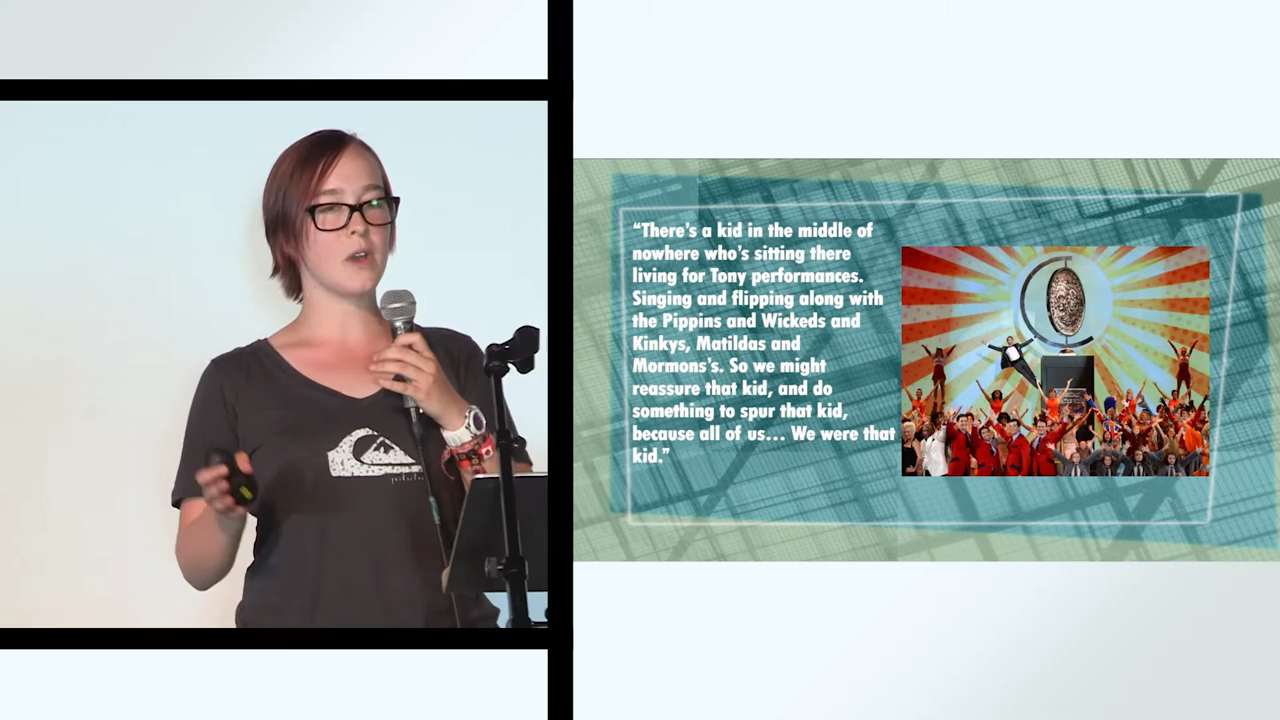 “There’s a kid in the middle of
nowhere who’s sitting there
living for Tony performances.
Singing and flipping along with
the Pippins and Wickeds and
Kinkys, Matildas and
Mormons’s. So we might
reassure that kid, and do
something to spur that kid,
because all of us... We were that
kid.”